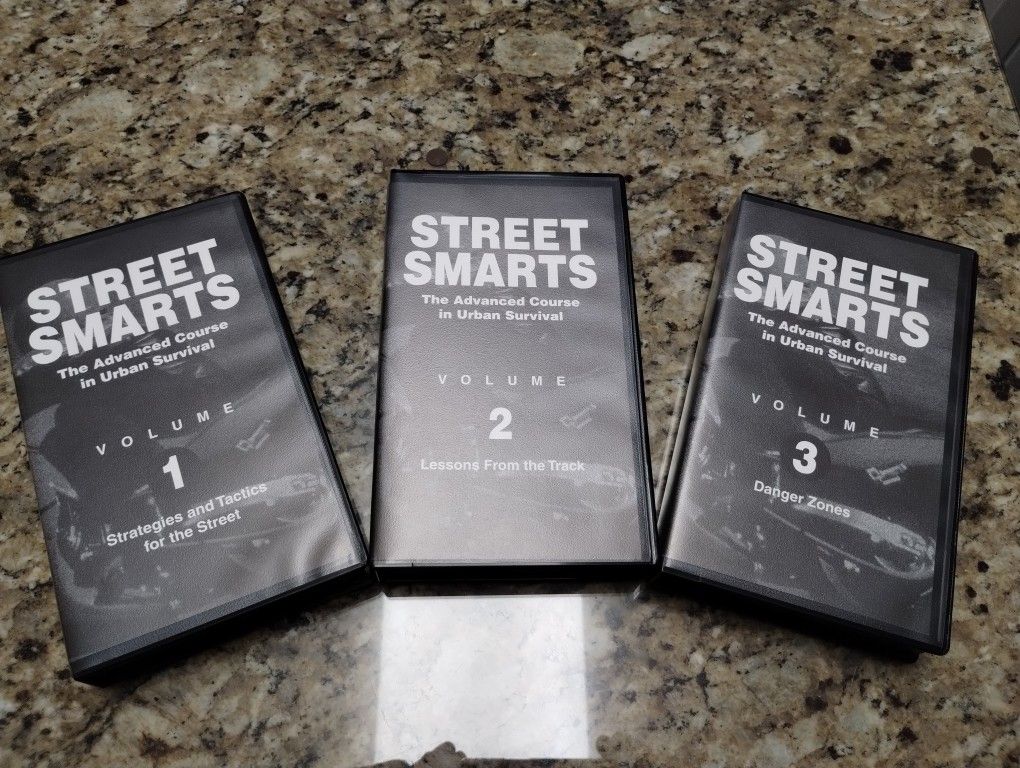 STREET
SMARTS
The Advanced Course
in Urban Survival
VOLUME
1
Strategies and Tactics
for the Street
STREET
SMARTS
The Advanced Course
in Urban Survival
VOLUME
2
Lessons From the Track
STREET
SMARTS
The Advanced Course
in Urban Survival
VOLUME
3
Danger Zones